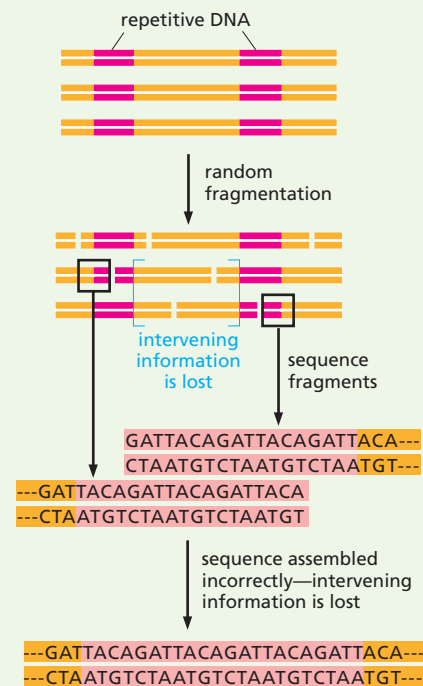 repetitive DNA
random
fragmentation
intervening
information
is lost
sequence
fragments
GATTACAGATTACAGATTACA---
CTAATGTCTAATGTCTAATGT---
---GATTACAGATTACAGATTACA
---CTAATGTCTAATGTCTAATGT
sequence assembled
incorrectly—intervening
information is lost
---GATTACAGATTACAGATTACAGATTACA---
---CTAATGTCTAATGTCTAATGTCTAATGT---